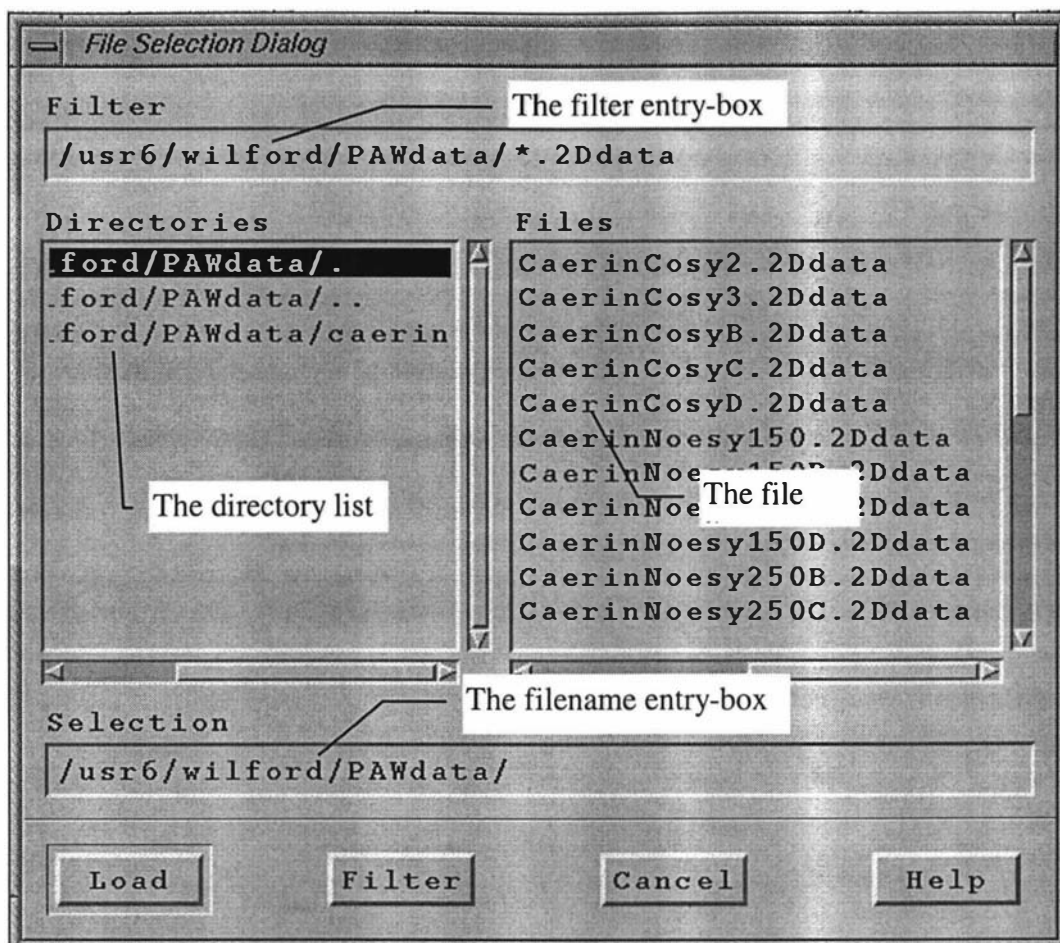 File Selection Dialog
Filter
The filter entry-box
/usr6/wilford/PAWdata/*.2Ddata
Directories
.ford/PAWdata/.
.ford/PAWdata/..
.ford/PAWdata/caerin
The directory list
Files
CaerinCosy2.2Ddata
CaerinCosy3.2Ddata
CaerinCosyB.2Ddata
CaerinCosyC.2Ddata
CaerinCosyD.2Ddata
CaerinNoesy150.2Ddata
.2Ddata
2Ddata
CaerinNoesy150D.2Ddata
CaerinNoesy250B.2Ddata
CaerinNoesy250C.2Ddata
The file
The filename entry-box
Selection
/usr6/wilford/PAWdata/
Load
Filter
Cancel
Help